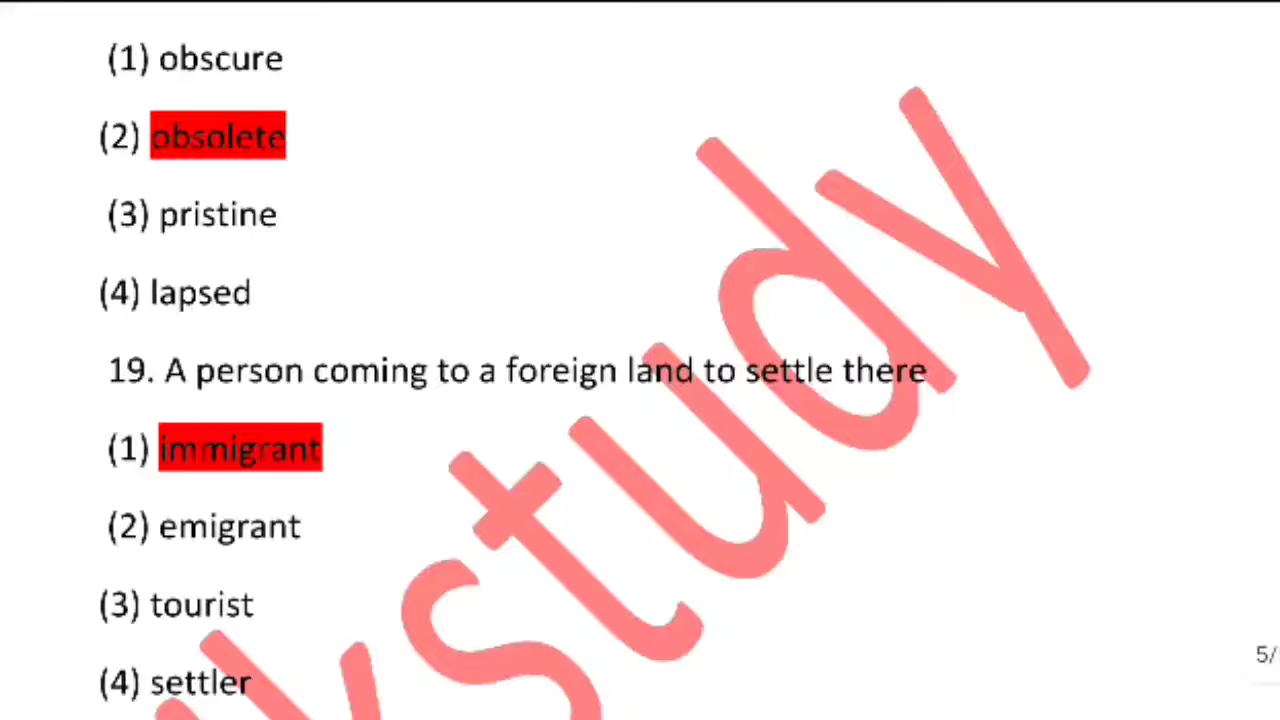 (1) obscure
(2) obsolete
(3) pristine
(4) lapsed
19. A person coming to a foreign land to settle there
(1) immigrant
(2) emigrant
(3) tourist
(4) settler
5/